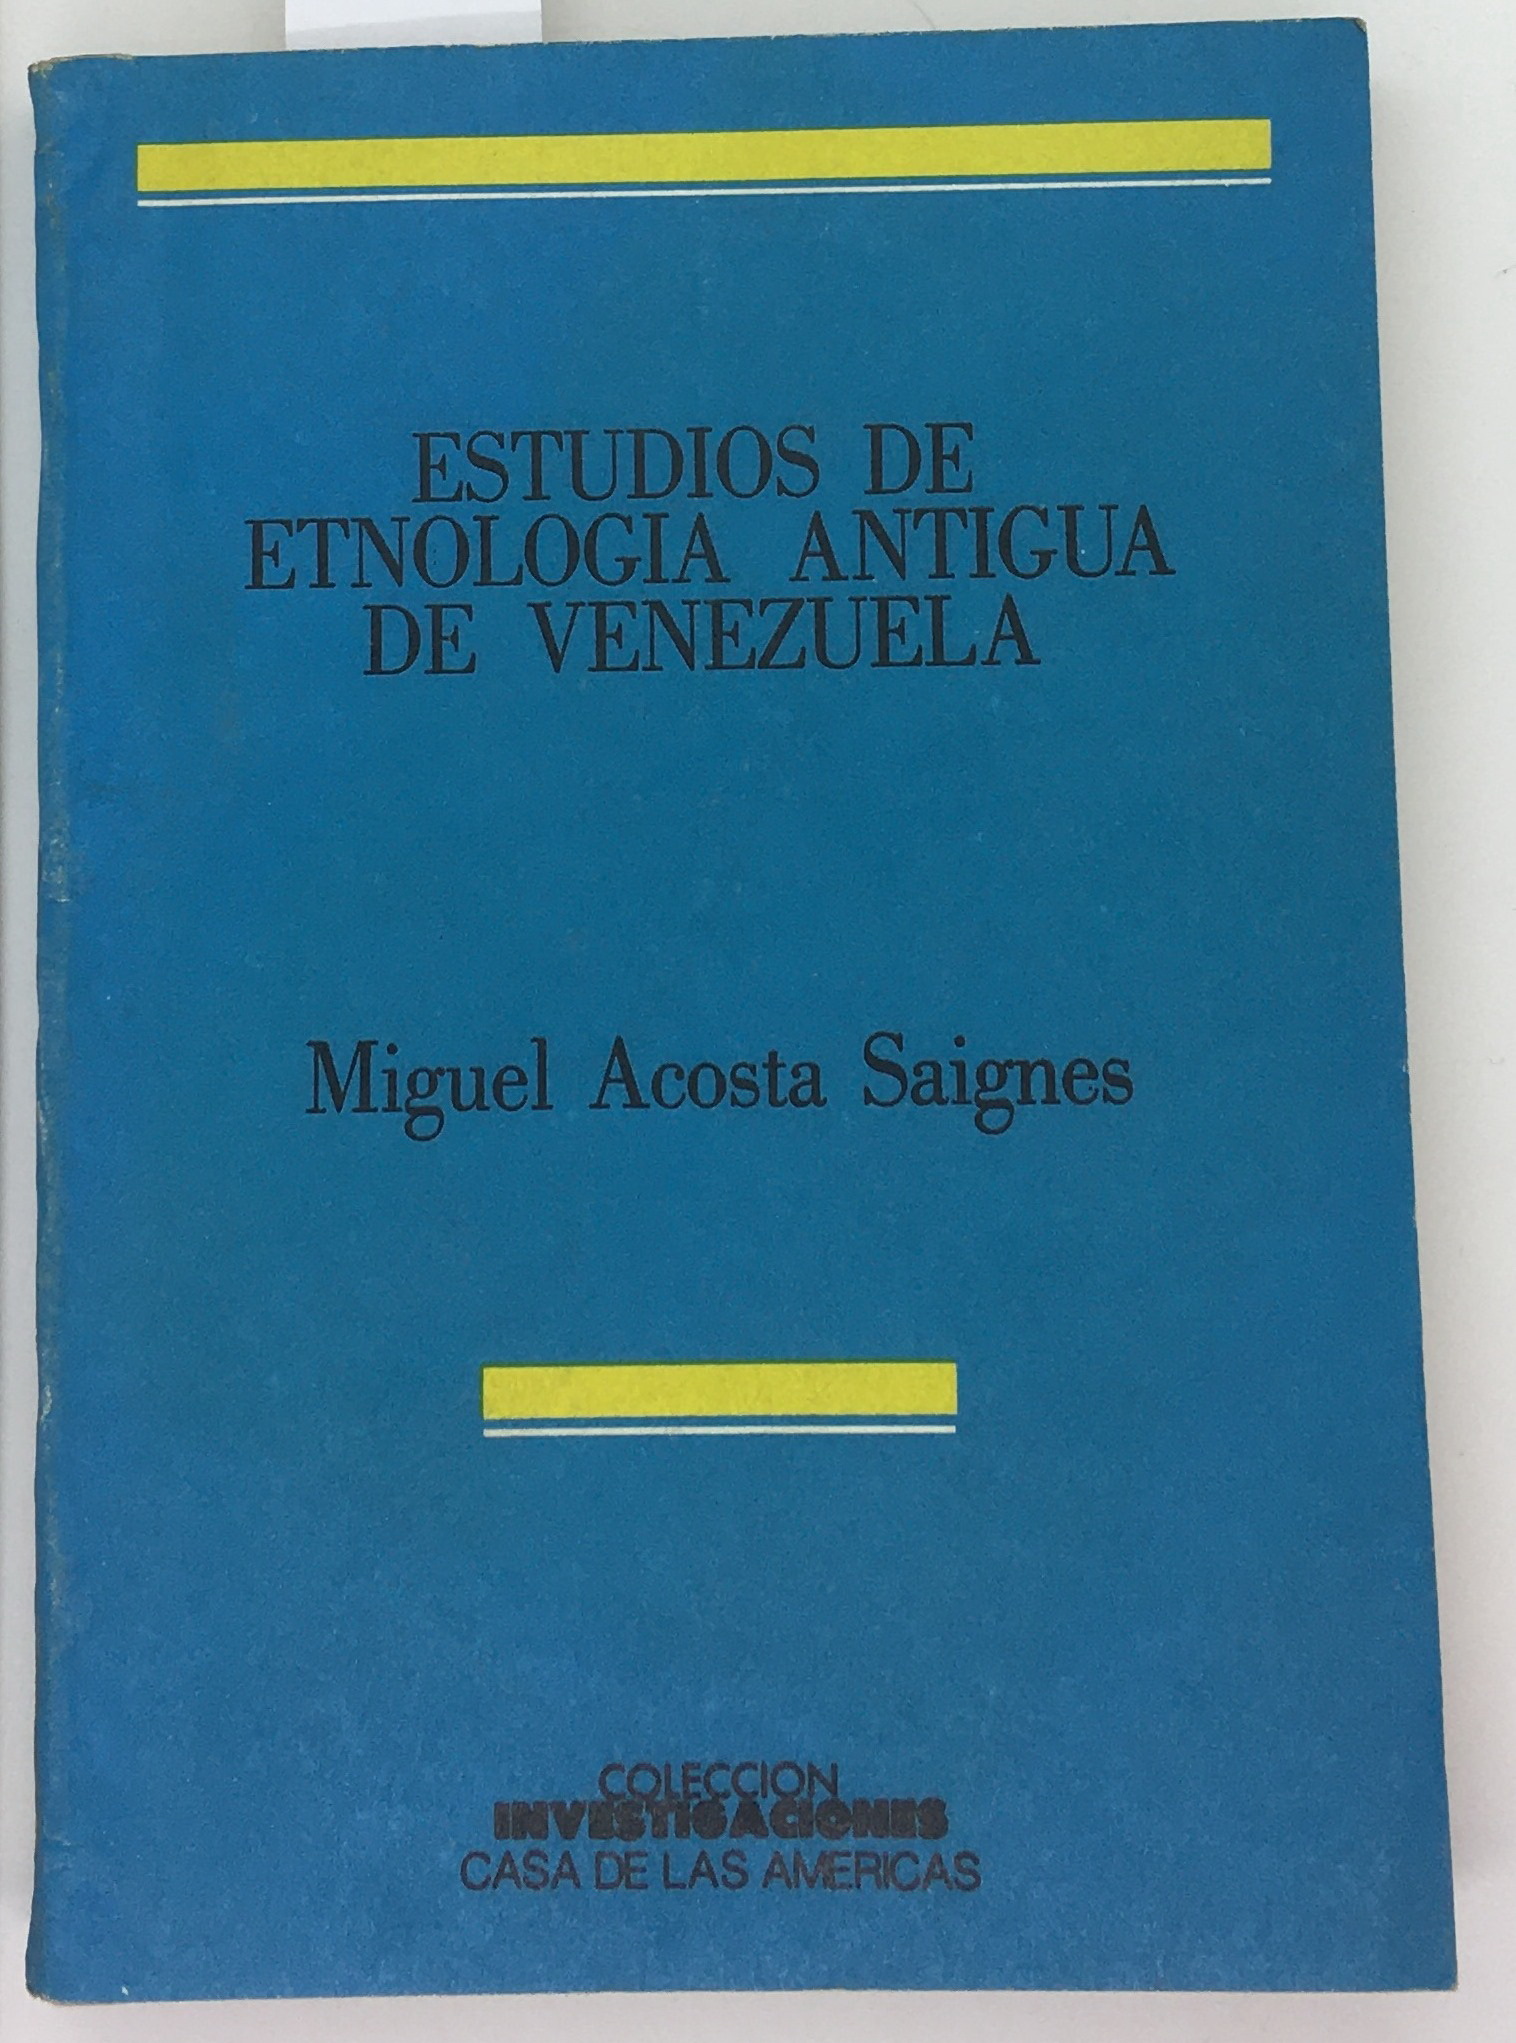 ESTUDIOS DE
ETNOLOGIA ANTIGUA
DE VENEZUELA
Miguel Acosta Saignes
COLECCION
INVESTIGACIONES
CASA DE LAS AMERICAS